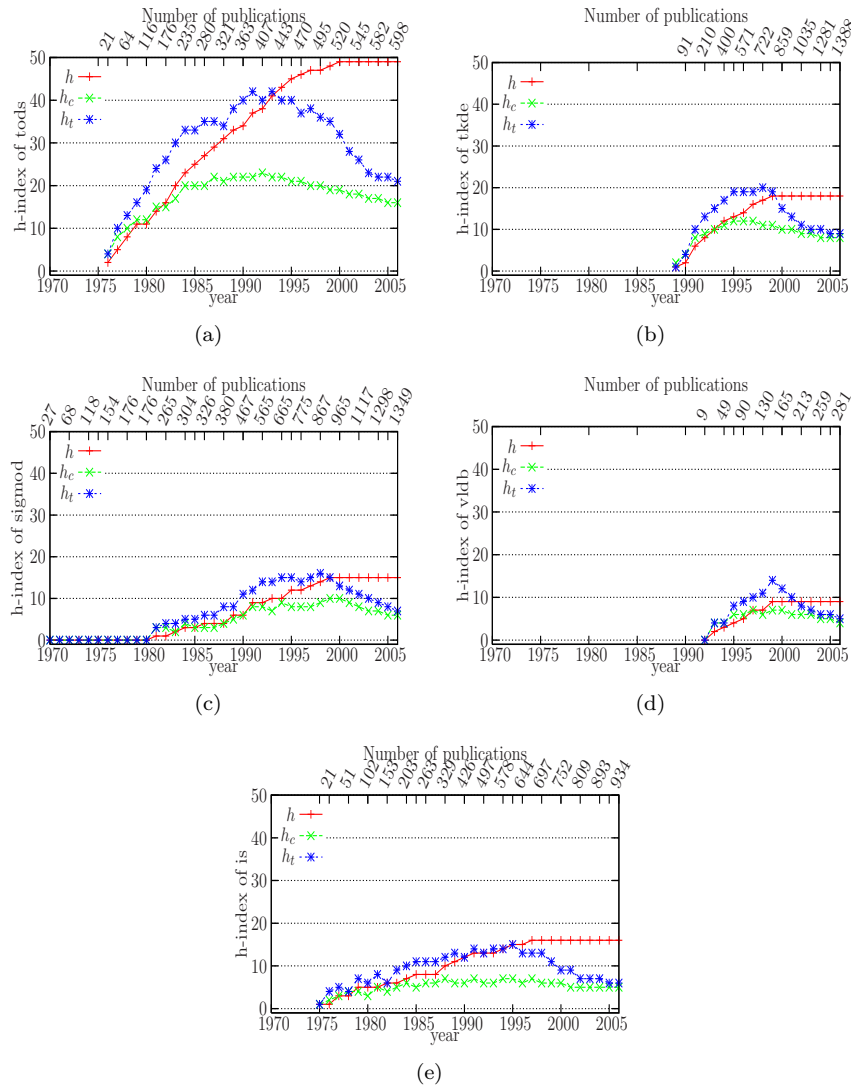 Number of publications
21 64 116 176 235 280 321 363 407 443 470 495 520 545 582 598
h-index of tods
50
40
30
20
10
0
h
h_c
h_t
1970 1975 1980 1985 1990 1995 2000 2005
year
(a)
Number of publications
91 210 400 571 722 859 1035 1281 1388
h-index of tkde
50
40
30
20
10
0
h
h_c
h_t
1970 1975 1980 1985 1990 1995 2000 2005
year
(b)
Number of publications
27 68 118 154 176 176 265 304 326 380 467 565 665 775 867 965 1117 1298 1349
h-index of sigmod
50
40
30
20
10
0
h
h_c
h_t
1970 1975 1980 1985 1990 1995 2000 2005
year
(c)
Number of publications
9 49 90 130 165 213 259 281
h-index of vldb
50
40
30
20
10
0
h
h_c
h_t
1970 1975 1980 1985 1990 1995 2000 2005
year
(d)
Number of publications
21 51 102 153 203 263 329 426 497 578 644 697 752 809 893 934
h-index of is
50
40
30
20
10
0
h
h_c
h_t
1970 1975 1980 1985 1990 1995 2000 2005
year
(e)